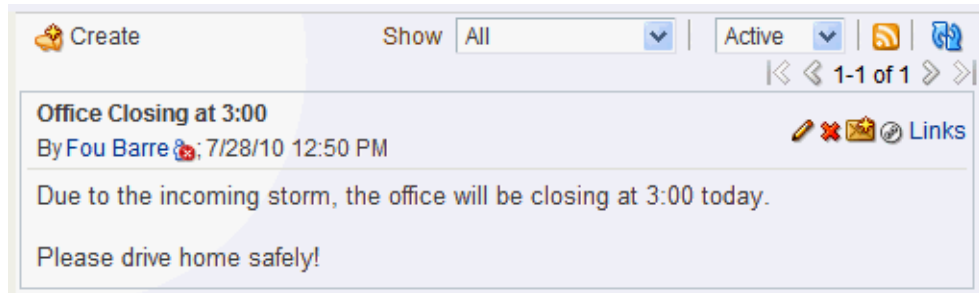 Create Show All Active
1-1 of 1
Office Closing at 3:00
By Fou Barre; 7/28/10 12:50 PM
Links
Due to the incoming storm, the office will be closing at 3:00 today.
Please drive home safely!